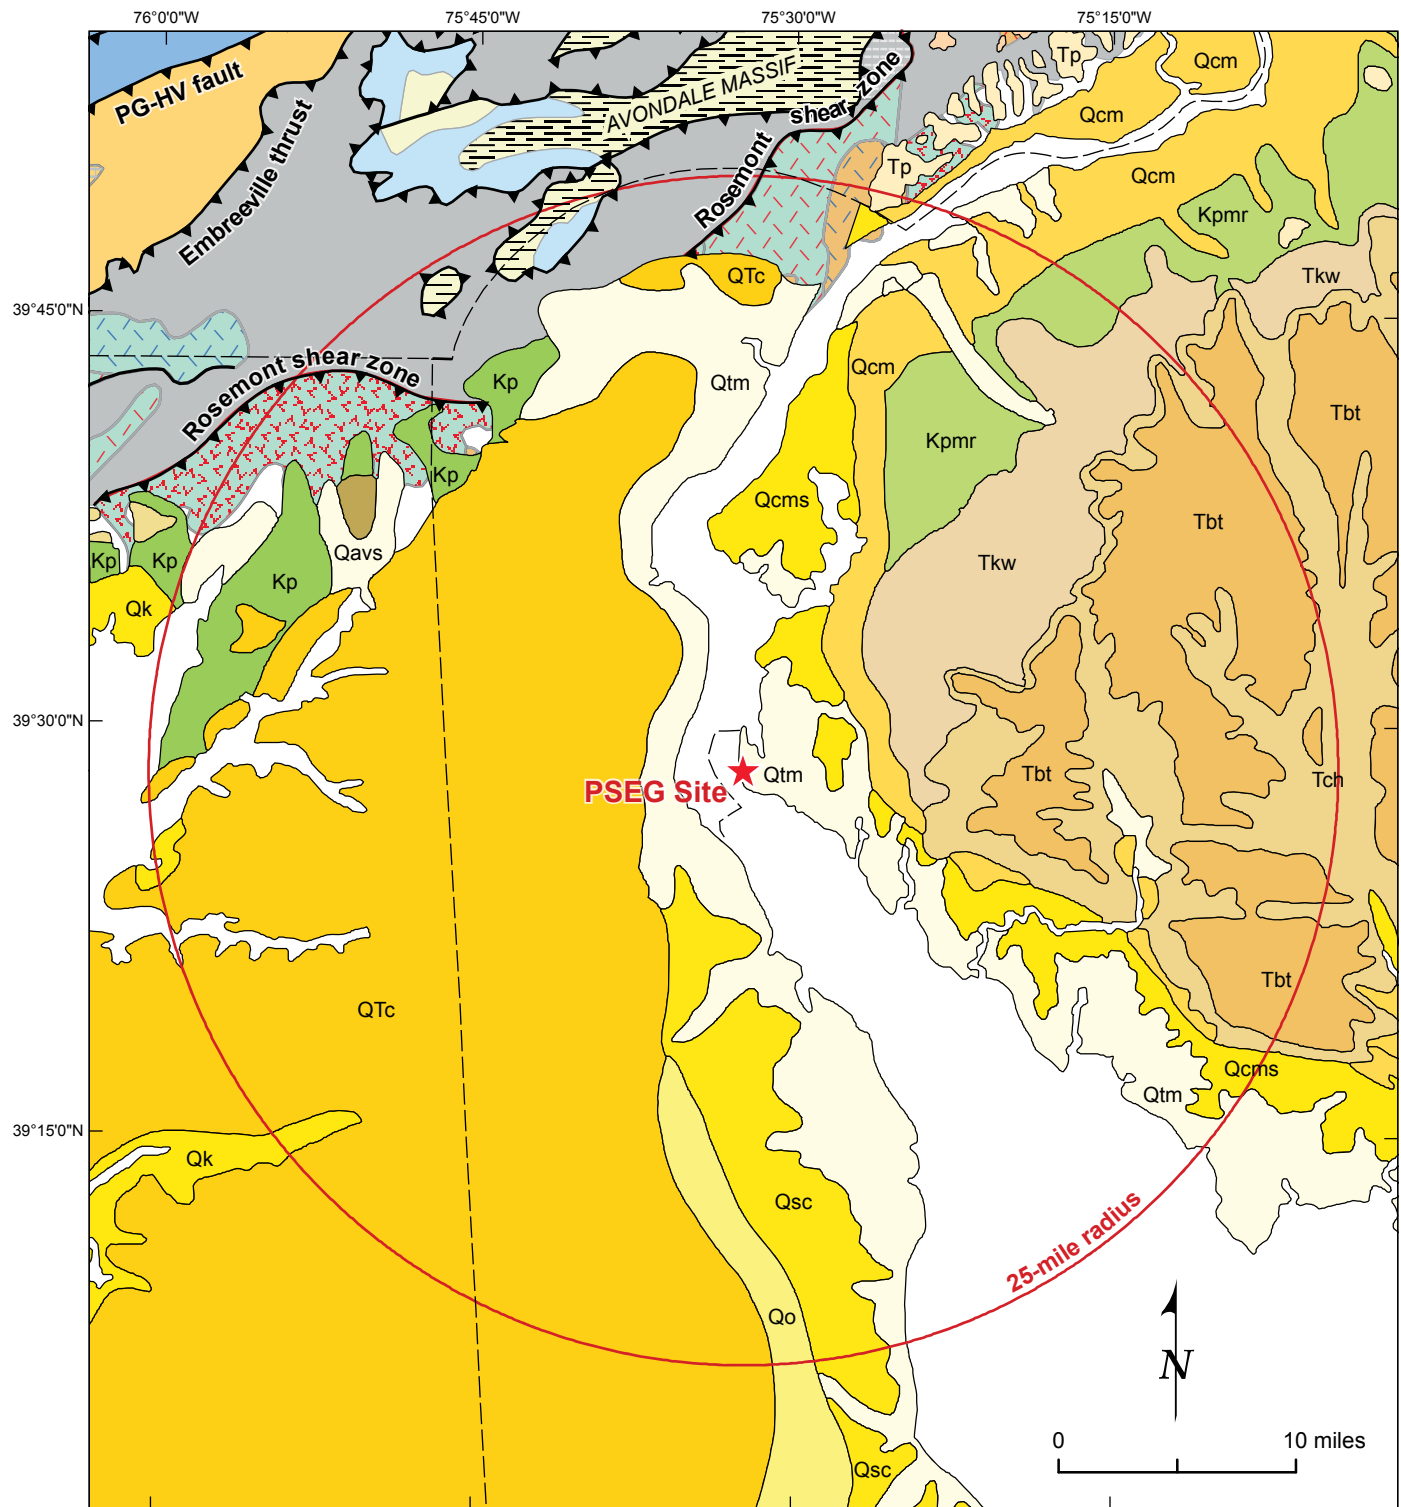 76°0'0"W
75°45'0"W
75°30'0"W
75°15'0"W
PG-HV fault
Embreeville thrust
AVONDALE MASSIF
Rosemont shear zone
Tp
Qcm
Qcm
Tp
Qcm
Kpmr
Tkw
QTc
39°45'0"N
Rosemont shear zone
Kp
Qtm
Qcm
Tbt
Kpmr
Kp
Qcms
Tbt
Kp
Kp
Qavs
Tkw
Kp
Qk
39°30'0"N
PSEG Site
Qtm
Tbt
Tch
Tbt
QTc
Qcms
Qtm
39°15'0"N
Qk
Qsc
25-mile radius
Qo
N
0
10 miles
Qsc